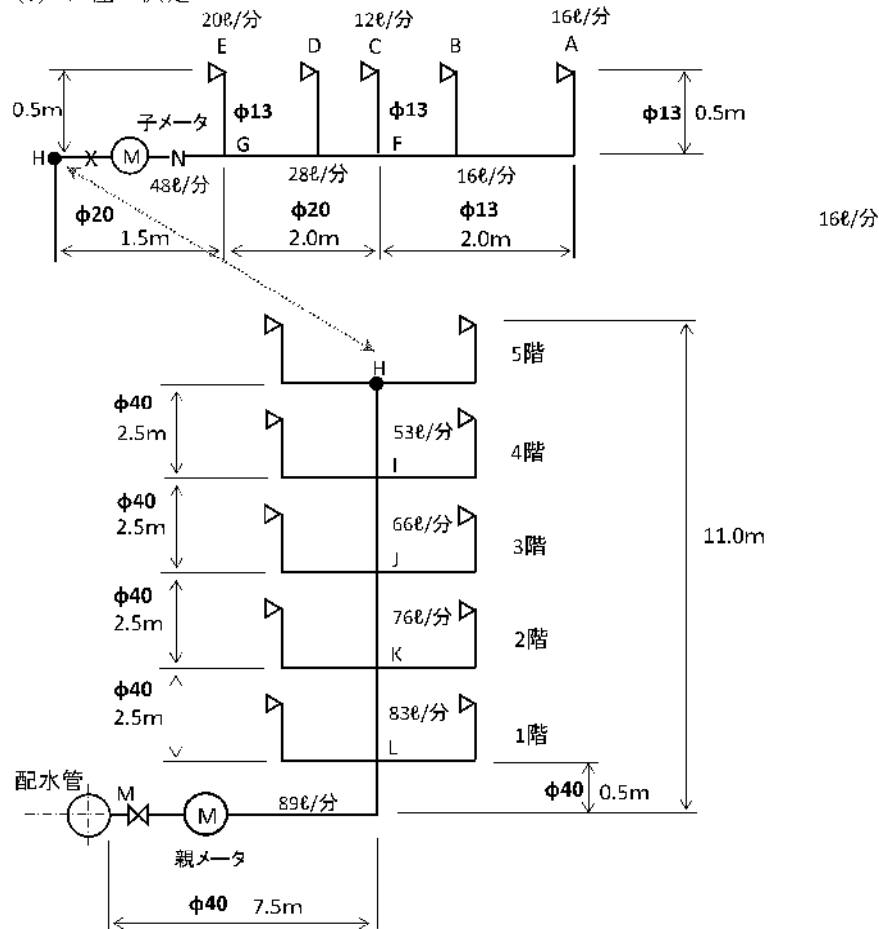 20ℓ/分 12ℓ/分 16ℓ/分
E D C B A
0.5m φ13 φ13 φ13 0.5m
子メータ
G F
H X M N
48ℓ/分 28ℓ/分 16ℓ/分
φ20 φ20 φ13
1.5m 2.0m 2.0m
16ℓ/分
5階
H
φ40
2.5m
53ℓ/分
4階
I
φ40
2.5m
66ℓ/分
3階
11.0m
J
φ40
2.5m
76ℓ/分
2階
K
φ40
2.5m
83ℓ/分
1階
L
配水管
M
M
89ℓ/分
φ40 0.5m
親メータ
φ40 7.5m